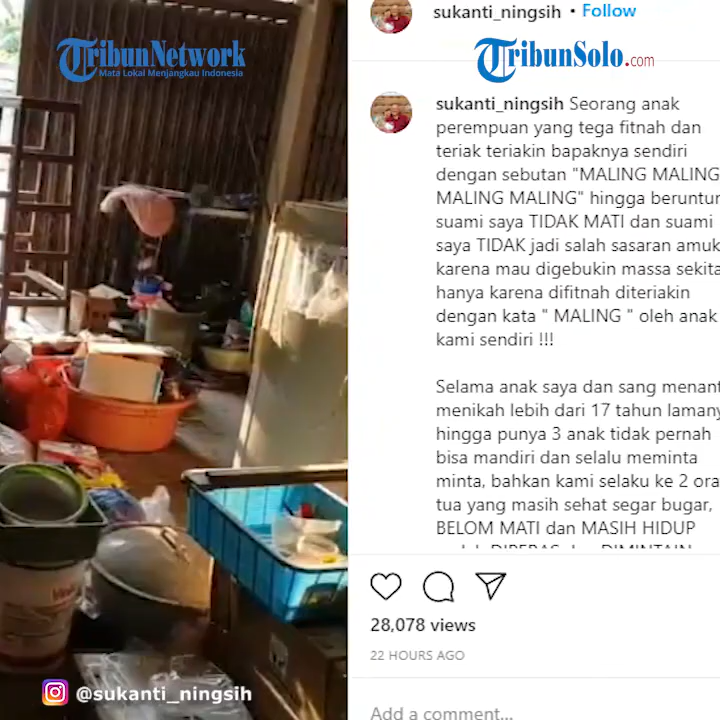 TribunNetwork
Mata Lokal Menjangkau Indonesia
sukanti_ningsih • Follow
TribunSolo.com
sukanti_ningsih Seorang anak
perempuan yang tega fitnah dan
teriak teriakin bapaknya sendiri
dengan sebutan "MALING MALING
MALING MALING" hingga beruntun
suami saya TIDAK MATI dan suami
saya TIDAK jadi salah sasaran amuk
karena mau digebukin massa sekita
hanya karena difitnah diteriakin
dengan kata " MALING " oleh anak
kami sendiri !!!
Selama anak saya dan sang menant
menikah lebih dari 17 tahun lamany
hingga punya 3 anak tidak pernah
bisa mandiri dan selalu meminta
minta, bahkan kami selaku ke 2 ora
tua yang masih sehat segar bugar,
BELOM MATI dan MASIH HIDUP
28,078 views
22 HOURS AGO
Add a comment...
@sukanti_ningsih